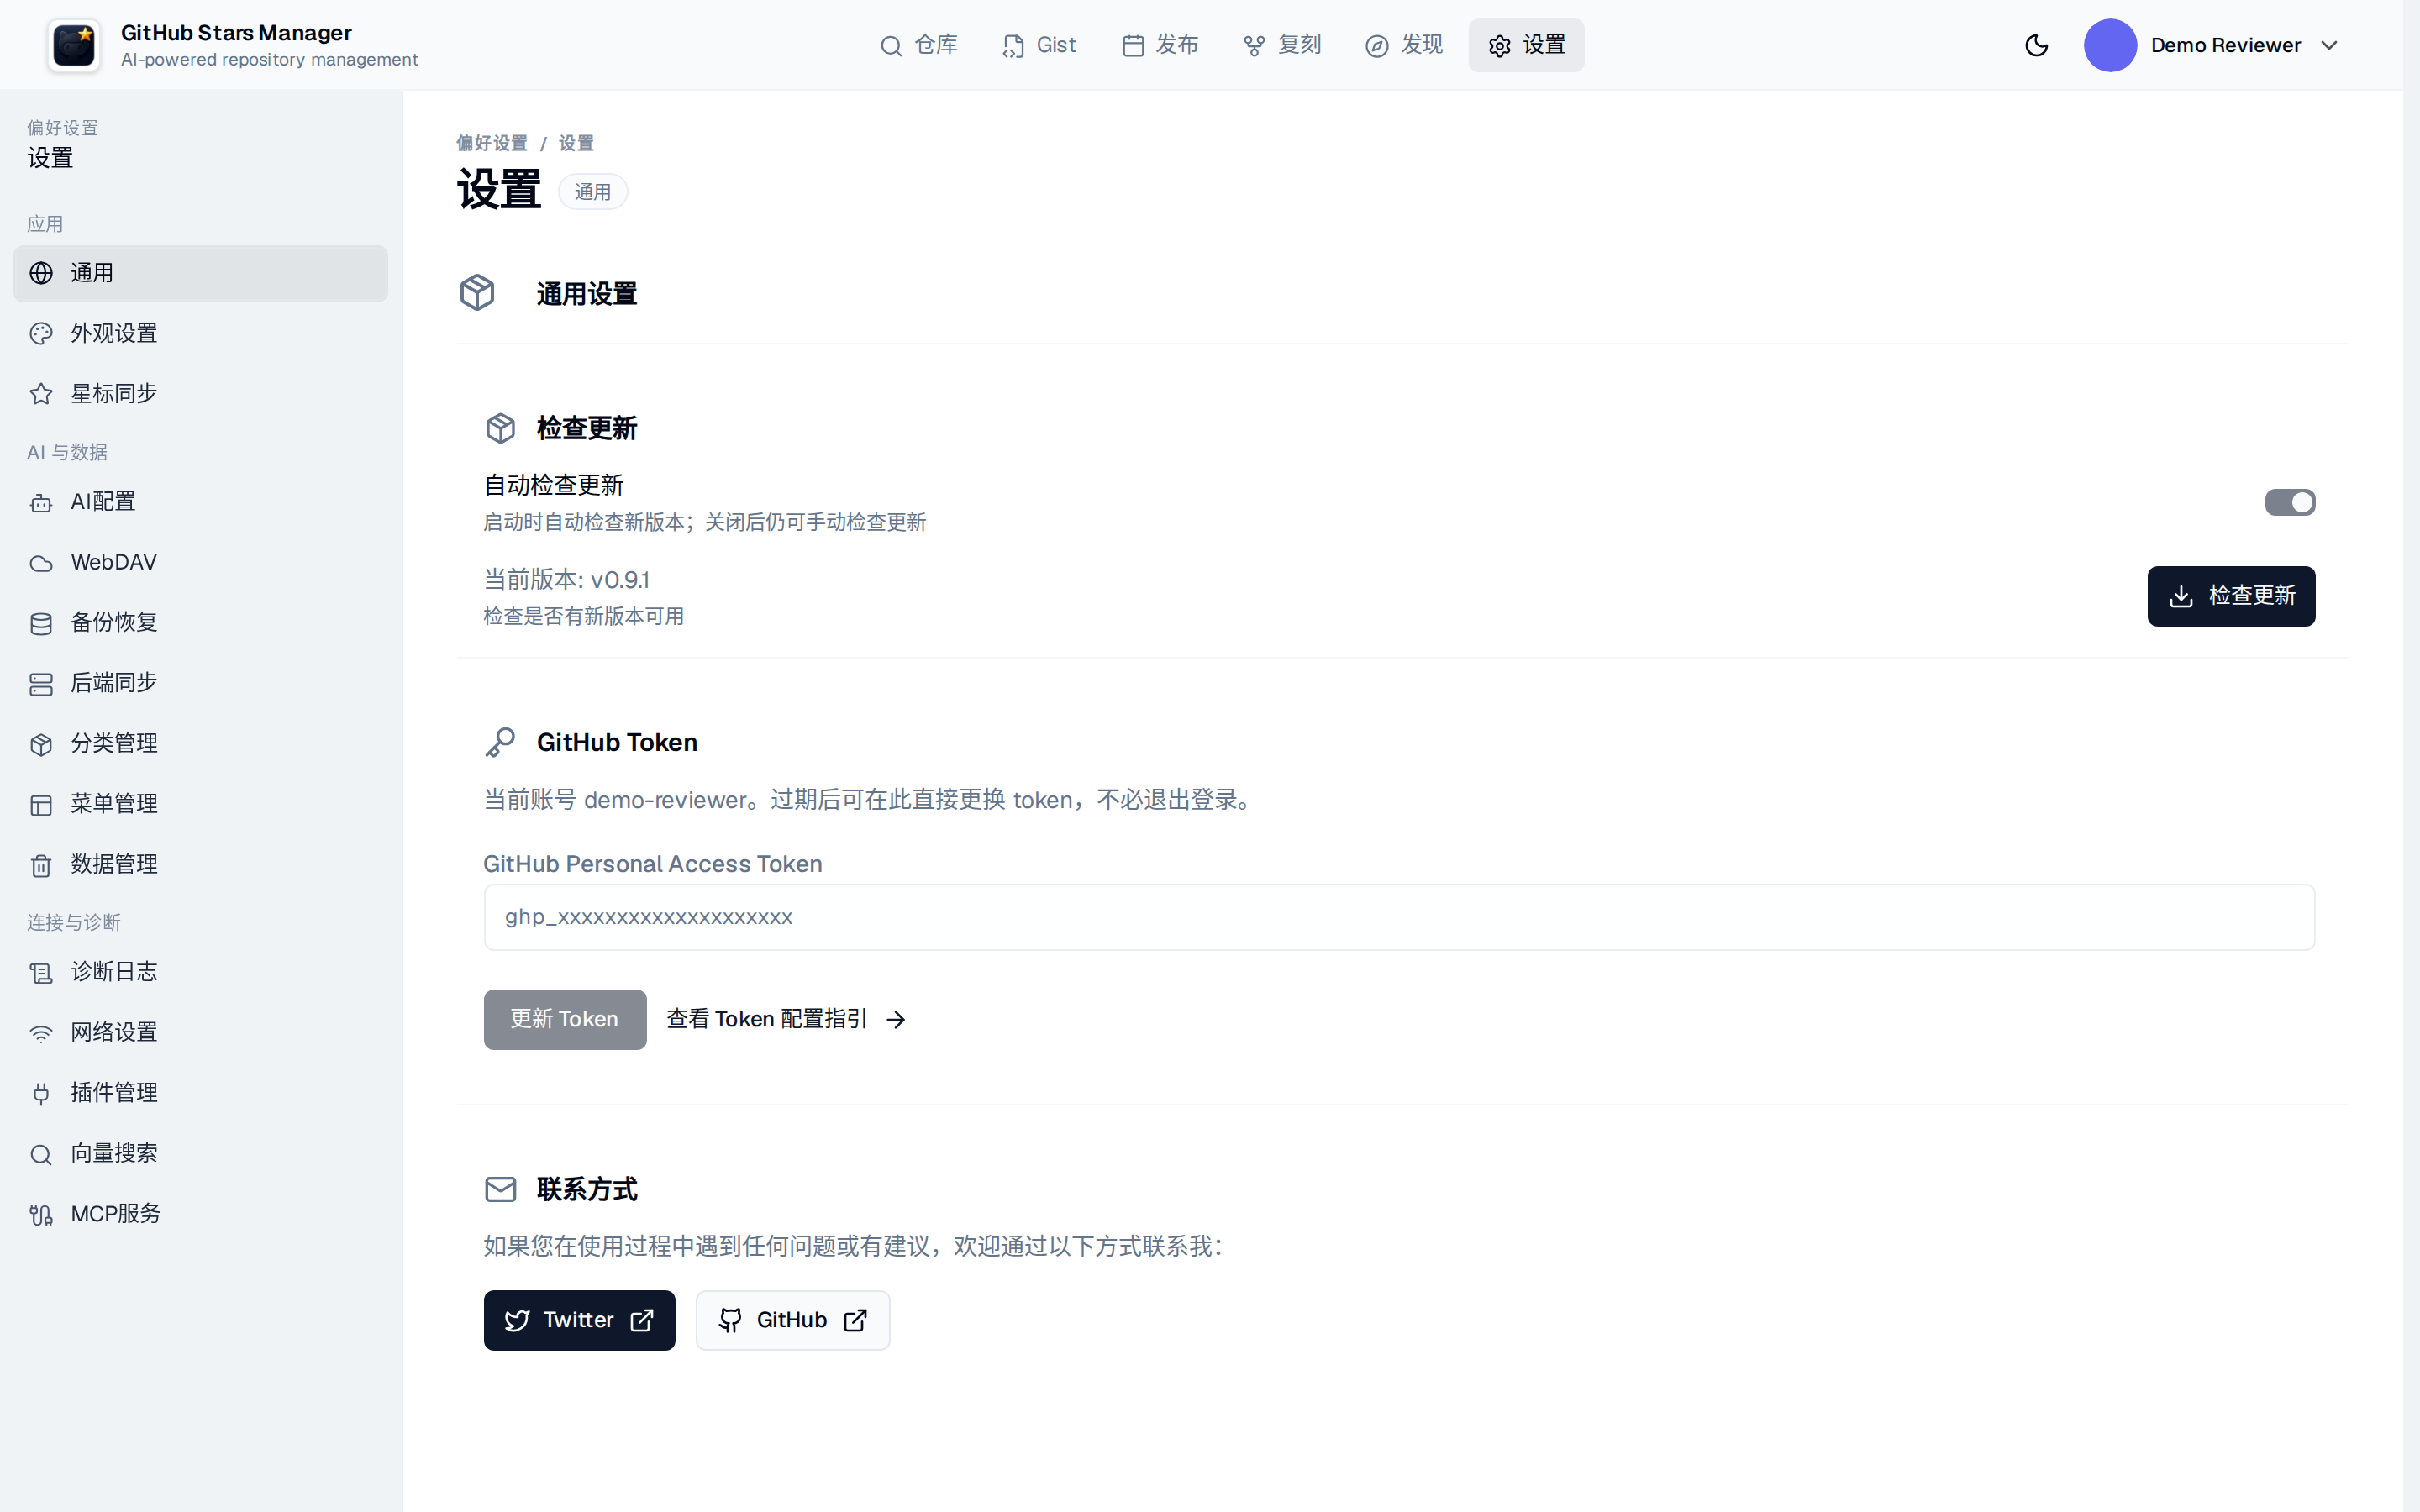 GitHub Stars Manager
AI-powered repository management
仓库
Gist
发布
复刻
发现
设置
Demo Reviewer
偏好设置
设置
应用
通用
外观设置
星标同步
AI 与数据
AI配置
WebDAV
备份恢复
后端同步
分类管理
菜单管理
数据管理
连接与诊断
诊断日志
网络设置
插件管理
向量搜索
MCP服务
偏好设置 / 设置
设置
通用
通用设置
检查更新
自动检查更新
启动时自动检查新版本；关闭后仍可手动检查更新
当前版本: v0.9.1
检查是否有新版本可用
检查更新
GitHub Token
当前账号 demo-reviewer。过期后可在此直接更换 token，不必退出登录。
GitHub Personal Access Token
ghp_xxxxxxxxxxxxxxxxxxxx
更新 Token
查看 Token 配置指引
联系方式
如果您在使用过程中遇到任何问题或有建议，欢迎通过以下方式联系我：
Twitter
GitHub